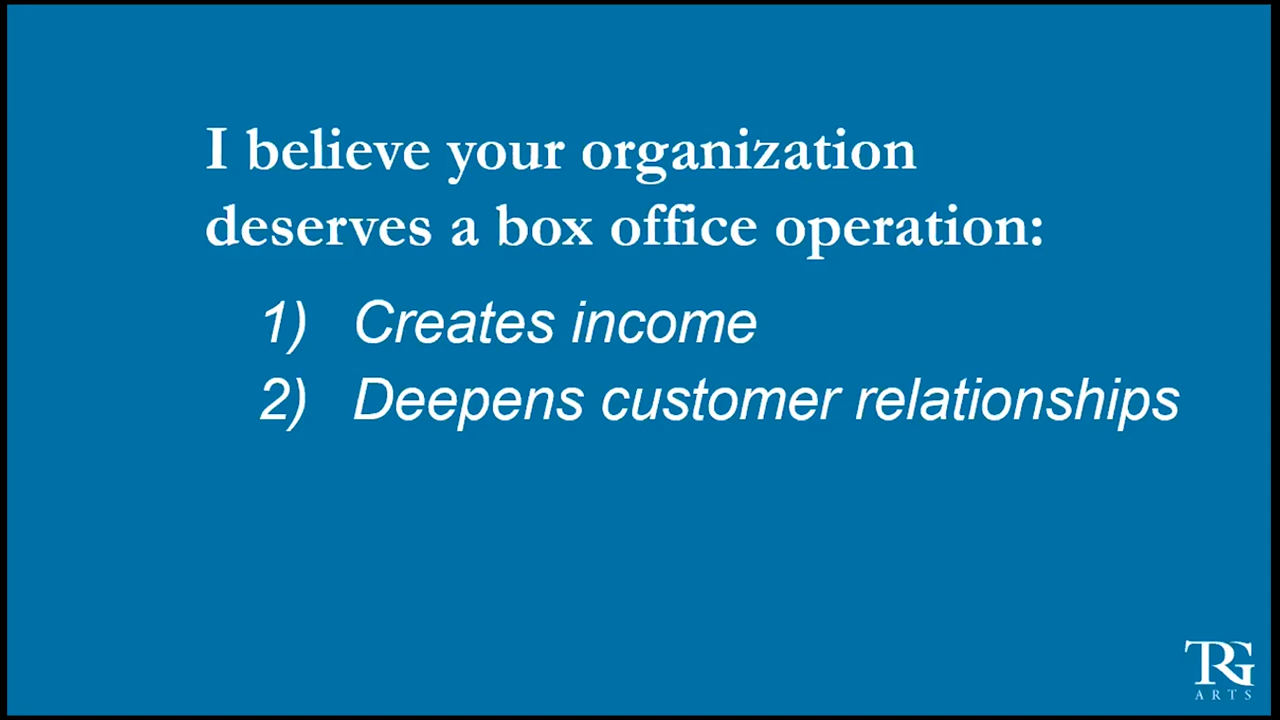 I believe your organization
deserves a box office operation:
1) Creates income
2) Deepens customer relationships
TRG
ARTS